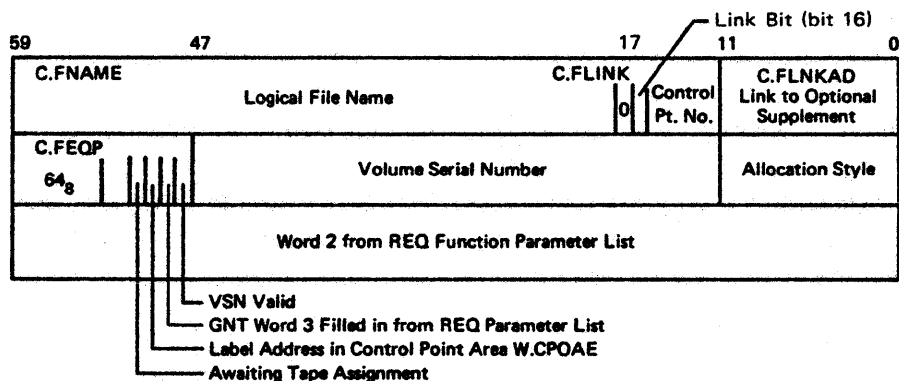 Link Bit (bit 16)
59 47 17 11 0
C.FNAME C.FLINK C.FLNKAD
Logical File Name 0 Control Link to Optional
Pt. No. Supplement
C.FEQP
64₈ Volume Serial Number Allocation Style
Word 2 from REQ Function Parameter List
VSN Valid
GNT Word 3 Filled in from REQ Parameter List
Label Address in Control Point Area W.CPOAE
Awaiting Tape Assignment